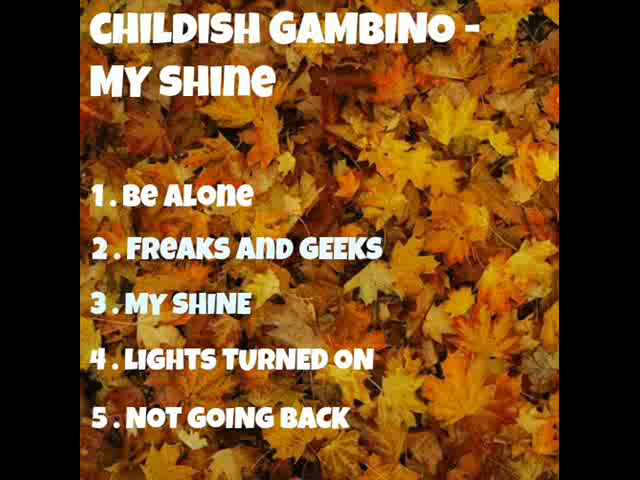 CHILDISH GAMBINO -
MY SHINE
1. BE ALONE
2. FREAKS AND GEEKS
3. MY SHINE
4. LIGHTS TURNED ON
5. NOT GOING BACK